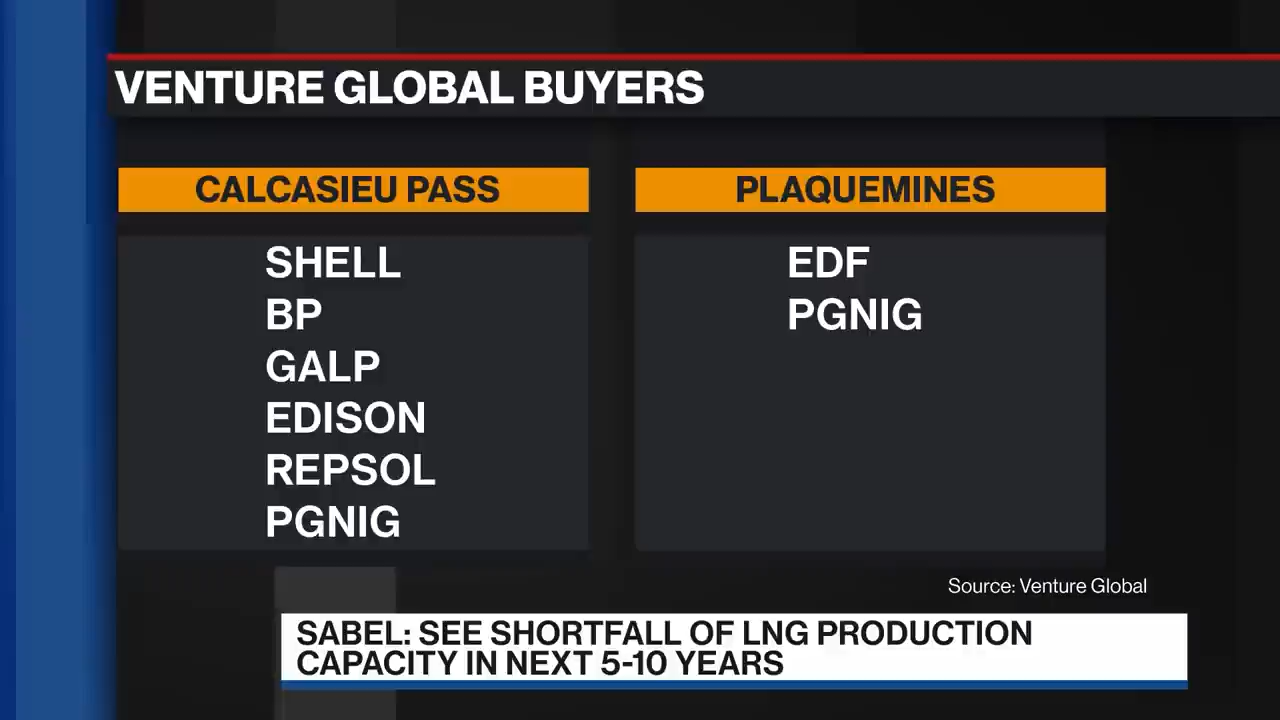 VENTURE GLOBAL BUYERS
CALCASIEU PASS
SHELL
BP
GALP
EDISON
REPSOL
PGNIG
PLAQUEMINES
EDF
PGNIG
Source: Venture Global
SABEL: SEE SHORTFALL OF LNG PRODUCTION
CAPACITY IN NEXT 5-10 YEARS